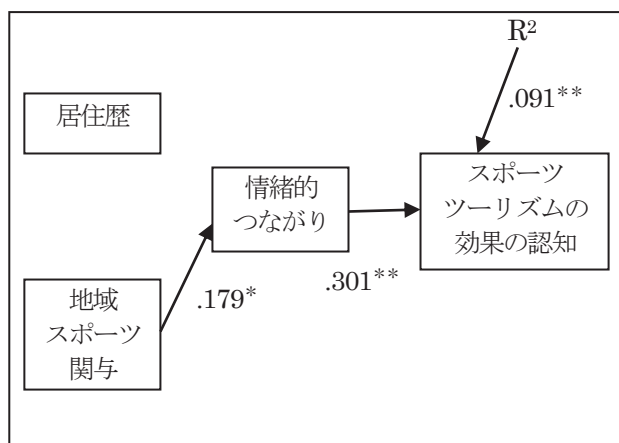 R²
.091**
居住歴
スポーツ
ツーリズムの
効果の認知
情緒的
つながり
.301**
.179*
地域
スポーツ
関与